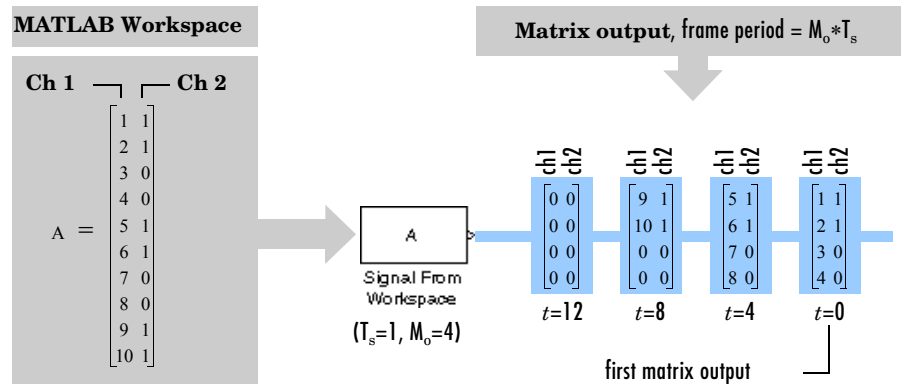 MATLAB Workspace
Ch 1 Ch 2
A =
1 1
2 1
3 0
4 0
5 1
6 1
7 0
8 0
9 1
10 1
A
Signal From
Workspace
(Ts=1, Mo=4)
Matrix output, frame period = Mo*Ts
ch1 ch2
0 0
0 0
0 0
0 0
t=12
ch1 ch2
9 1
10 1
0 0
0 0
t=8
ch1 ch2
5 1
6 1
7 0
8 0
t=4
ch1 ch2
1 1
2 1
3 0
4 0
t=0
first matrix output